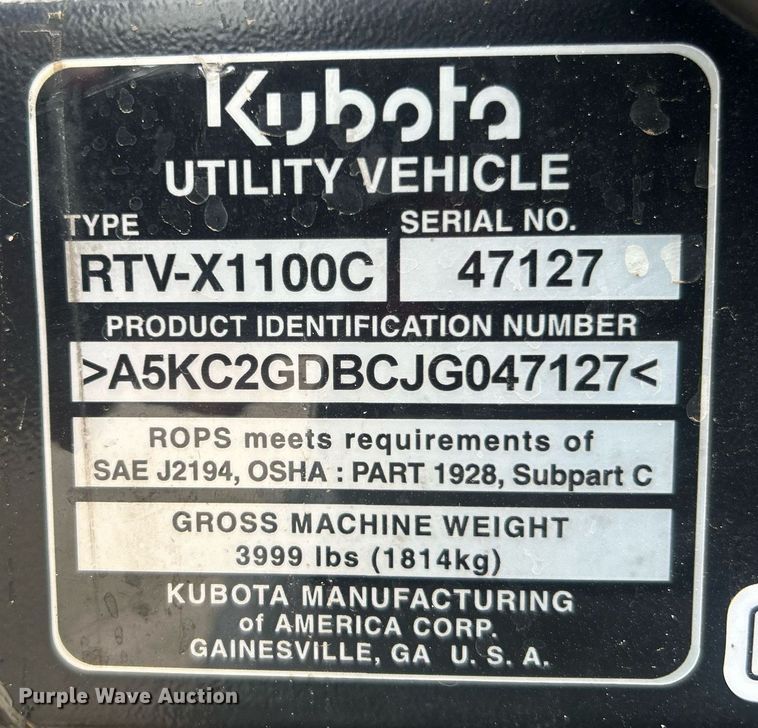 Kubota
UTILITY VEHICLE
TYPE SERIAL NO.
RTV-X1100C 47127
PRODUCT IDENTIFICATION NUMBER
>A5KC2GDBCJG047127<
ROPS meets requirements of
SAE J2194, OSHA : PART 1928, Subpart C
GROSS MACHINE WEIGHT
3999 lbs (1814kg)
KUBOTA MANUFACTURING
of AMERICA CORP.
GAINESVILLE, GA U. S. A.
Purple Wave Auction